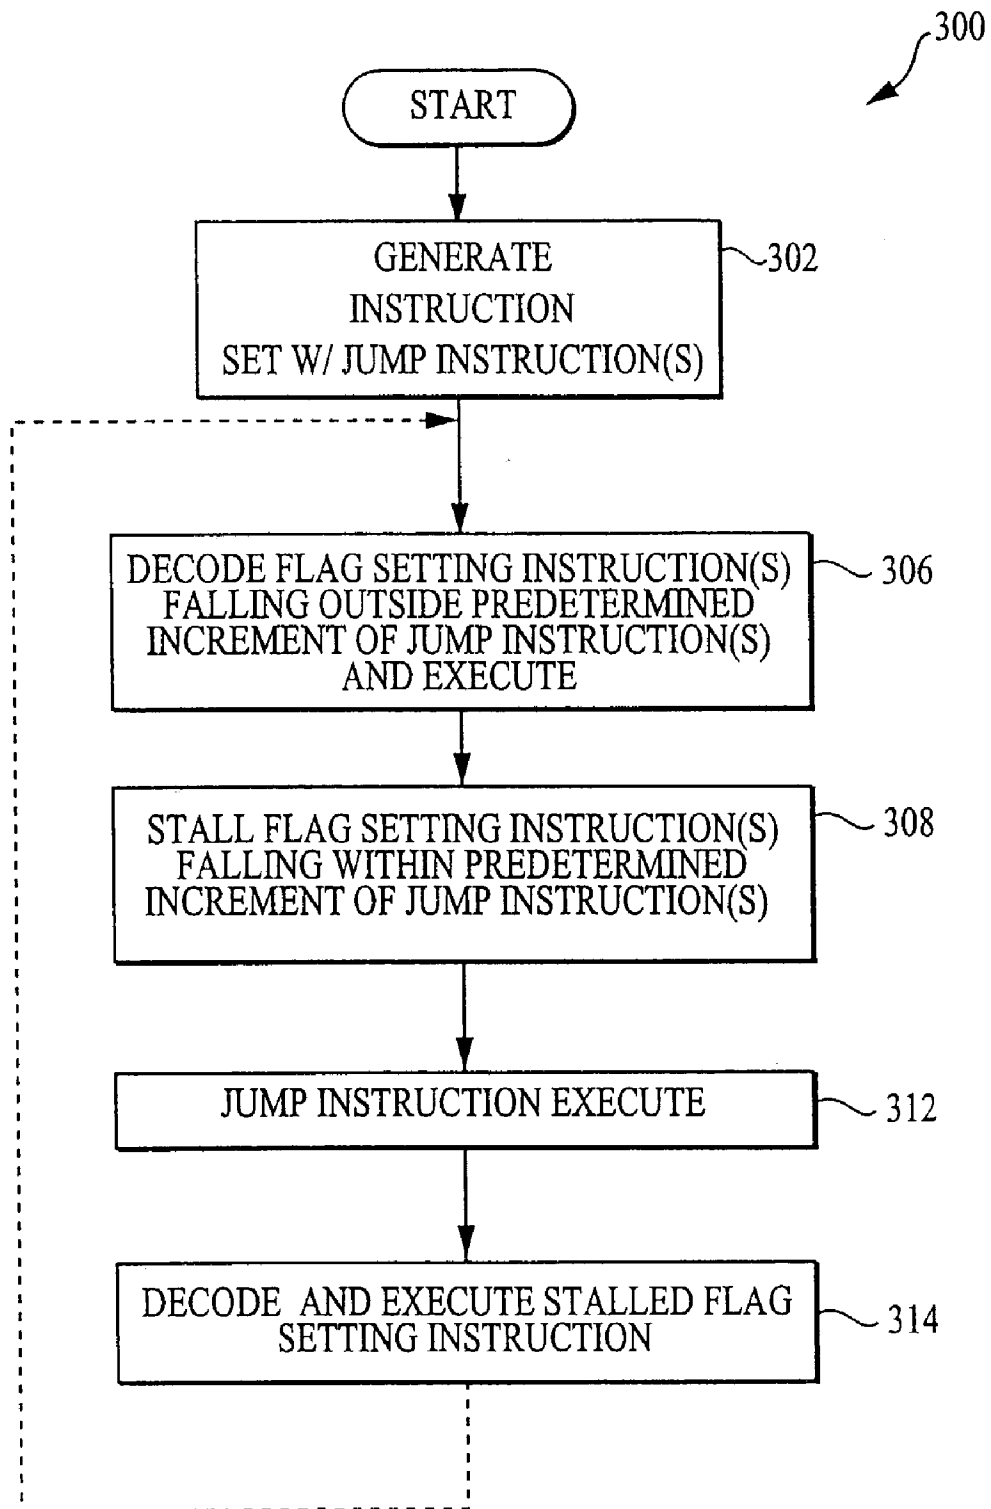 300
START
GENERATE
INSTRUCTION
SET W/ JUMP INSTRUCTION(S)
302
DECODE FLAG SETTING INSTRUCTION(S)
FALLING OUTSIDE PREDETERMINED
INCREMENT OF JUMP INSTRUCTION(S)
AND EXECUTE
306
STALL FLAG SETTING INSTRUCTION(S)
FALLING WITHIN PREDETERMINED
INCREMENT OF JUMP INSTRUCTION(S)
308
JUMP INSTRUCTION EXECUTE
312
DECODE AND EXECUTE STALLED FLAG
SETTING INSTRUCTION
314